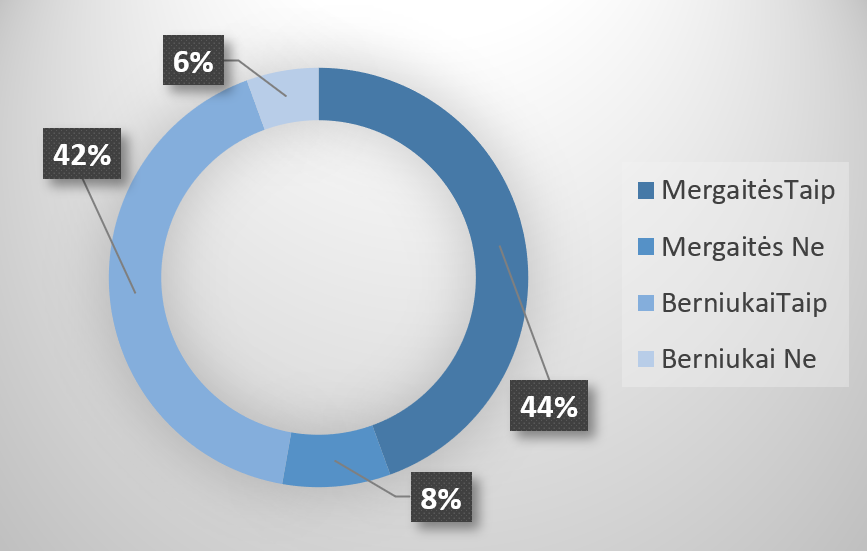 6%
42%
44%
8%
MergaitėsTaip
Mergaitės Ne
BerniukaiTaip
Berniukai Ne